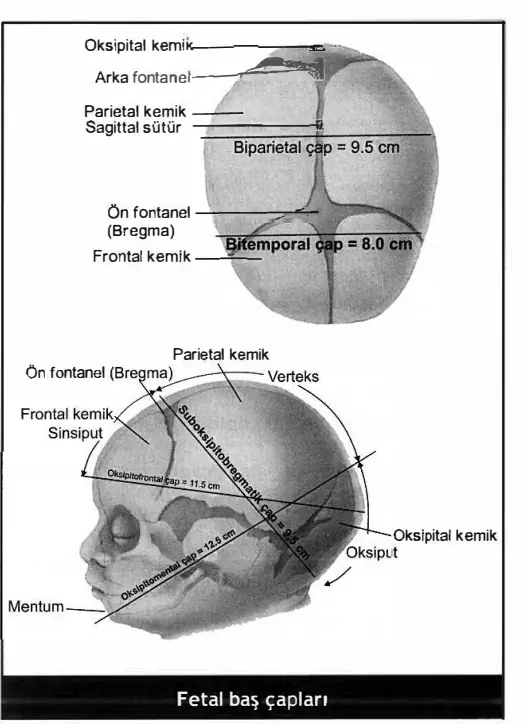 Oksipital kemik
Arka fontanel
Parietal kemik
Sagittal sütür
Biparietal çap = 9.5 cm
Ön fontanel
(Bregma)
Bitemporal çap = 8.0 cm
Frontal kemik
Parietal kemik
Ön fontanel (Bregma)
Verteks
Frontal kemik
Sinsiput
Suboksipitobregmatik çap = 9.5 cm
Oksipitofrontal çap = 11.5 cm
Oksipital kemik
Oksiput
Oksipitomental çap = 12.5 cm
Mentum
Fetal baş çapları